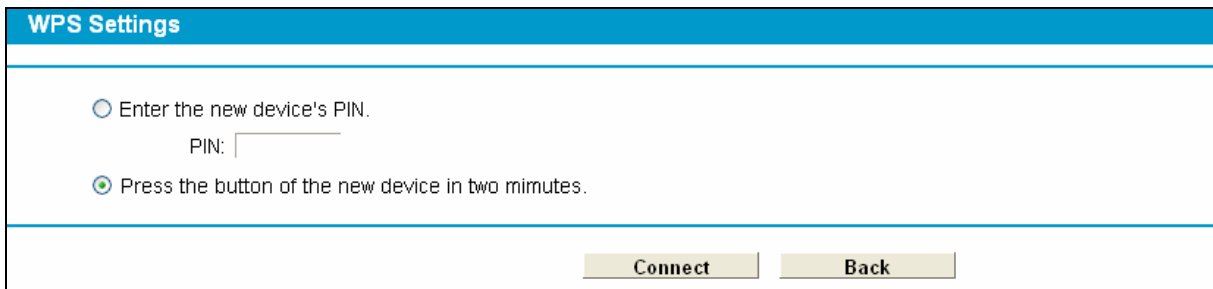 WPS Settings
Enter the new device's PIN.
PIN:
Press the button of the new device in two mimutes.
Connect Back